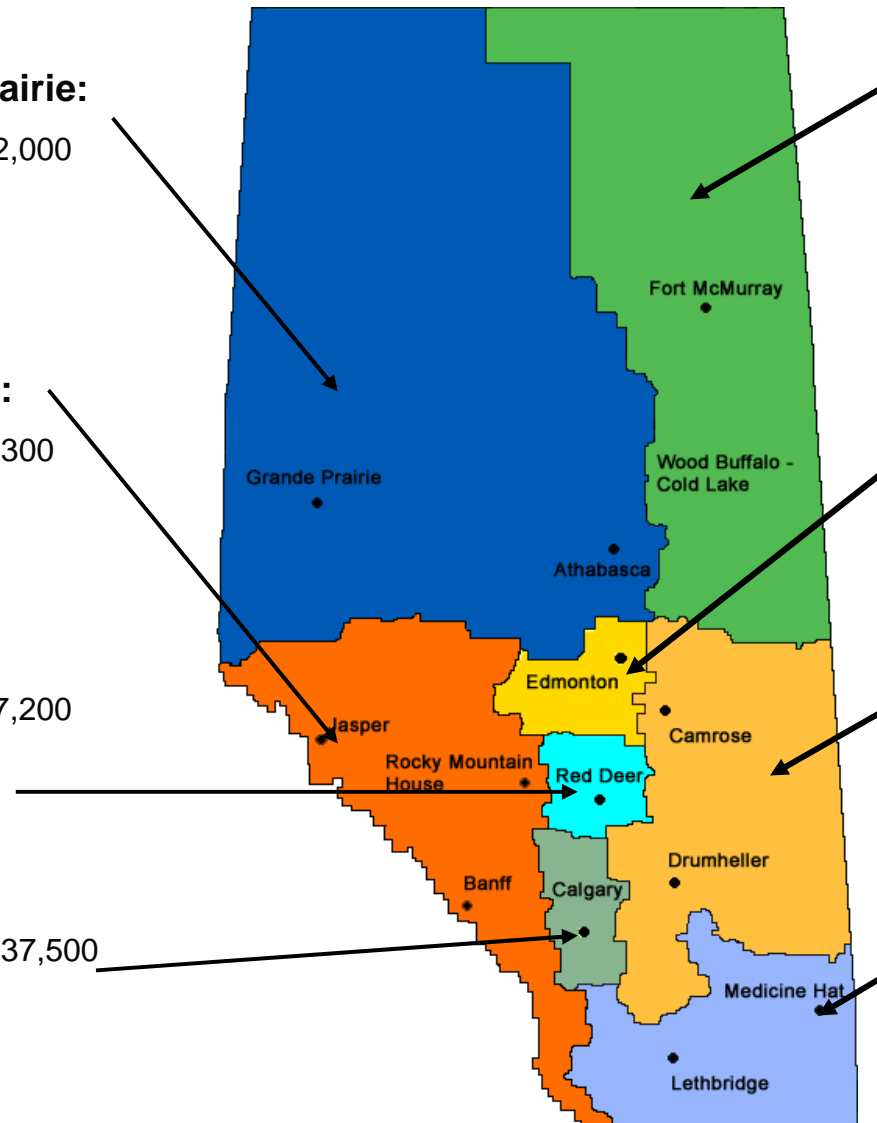 airie:
2,000
Fort McMurray
:
300
Grande Prairie
Wood Buffalo -
Cold Lake
Athabasca
Edmonton
7,200
Jasper
Camrose
Rocky Mountain
House
Red Deer
Drumheller
Banff
Calgary
37,500
Medicine Hat
Lethbridge